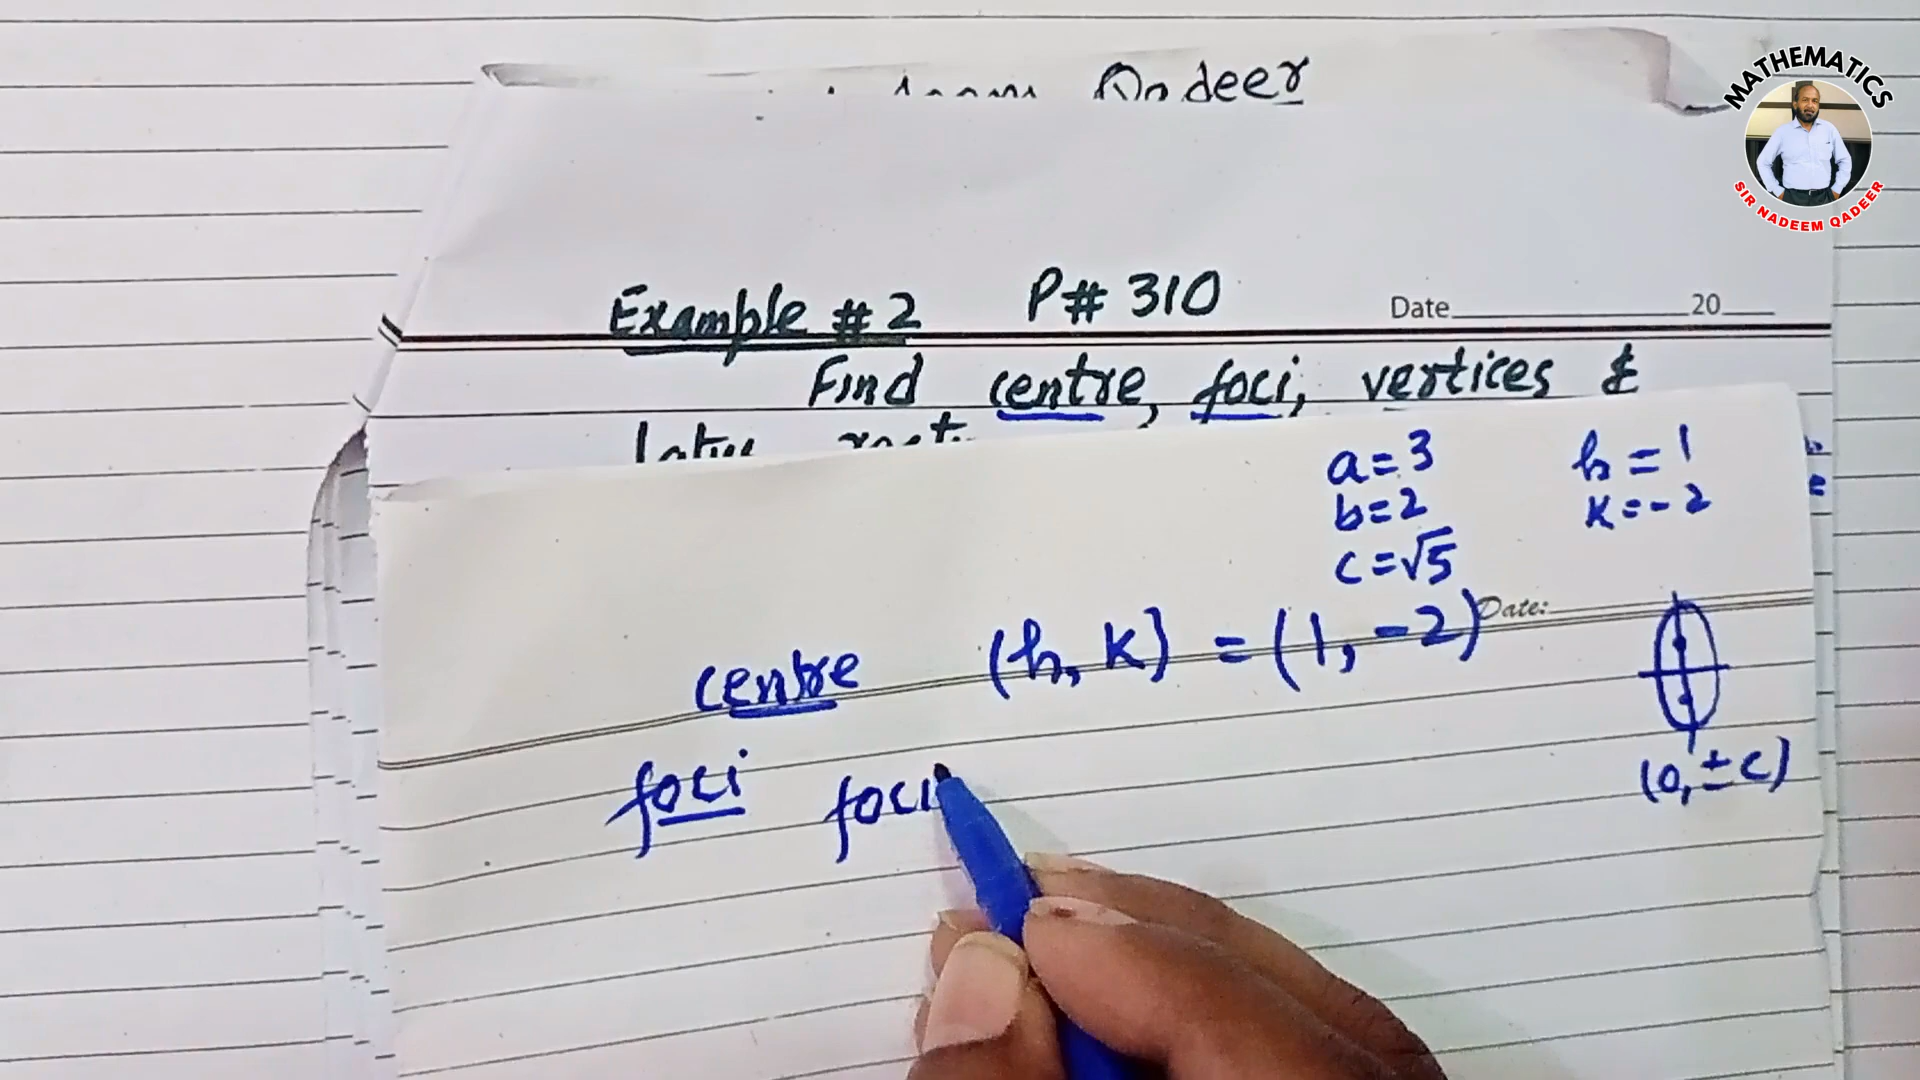 Qadeer
MATHEMATICS
SIR NADEEM QADEER
Example # 2 P# 310 Date 20
Find centre, foci, vertices &
Latus
a=3 h=1
b=2 k=-2
c=√5
Date:
centre (h, k) = (1, -2)
foci foci
(0, ±c)